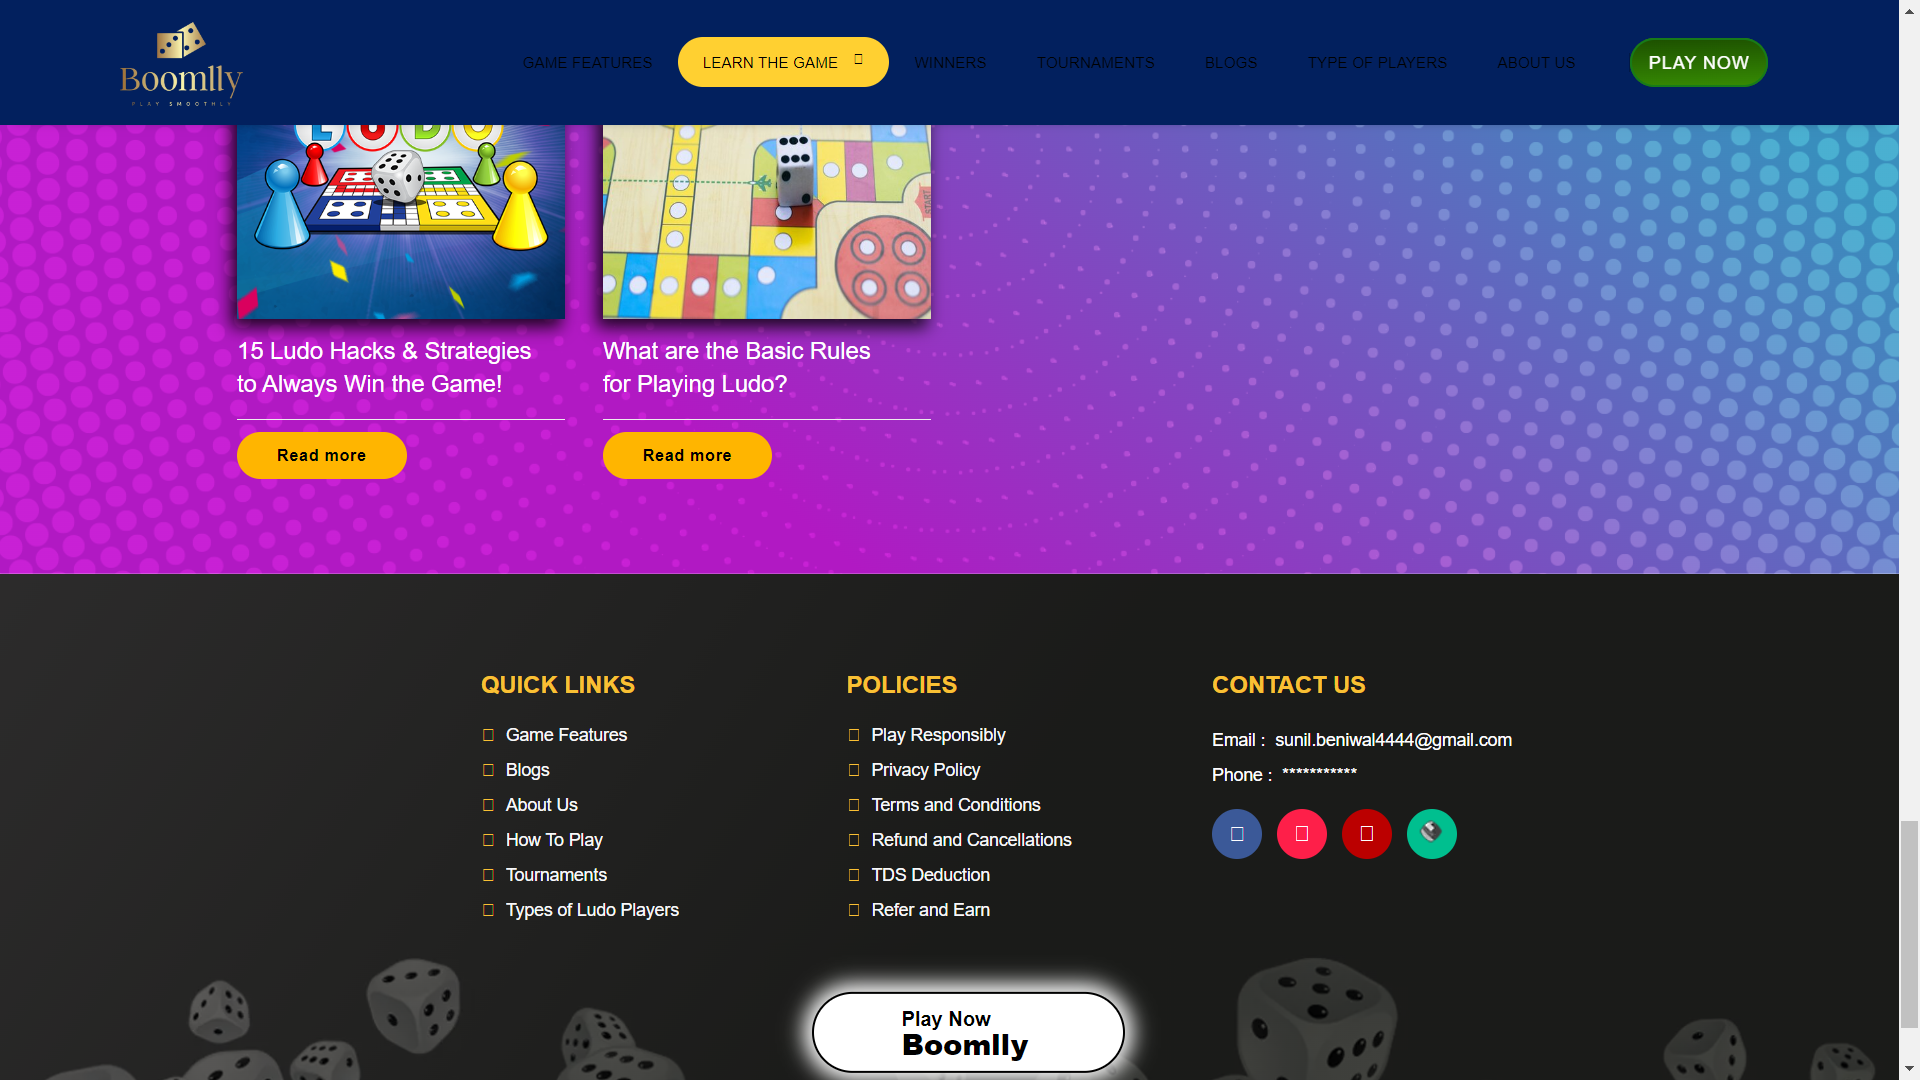 Boomlly
PLAY SMOOTHLY
GAME FEATURES
LEARN THE GAME
WINNERS
TOURNAMENTS
BLOGS
TYPE OF PLAYERS
ABOUT US
PLAY NOW
LUDO
START
15 Ludo Hacks & Strategies
to Always Win the Game!
Read more
What are the Basic Rules
for Playing Ludo?
Read more
QUICK LINKS
Game Features
Blogs
About Us
How To Play
Tournaments
Types of Ludo Players
POLICIES
Play Responsibly
Privacy Policy
Terms and Conditions
Refund and Cancellations
TDS Deduction
Refer and Earn
CONTACT US
Email : sunil.beniwal4444@gmail.com
Phone : ***********
Play Now
Boomlly